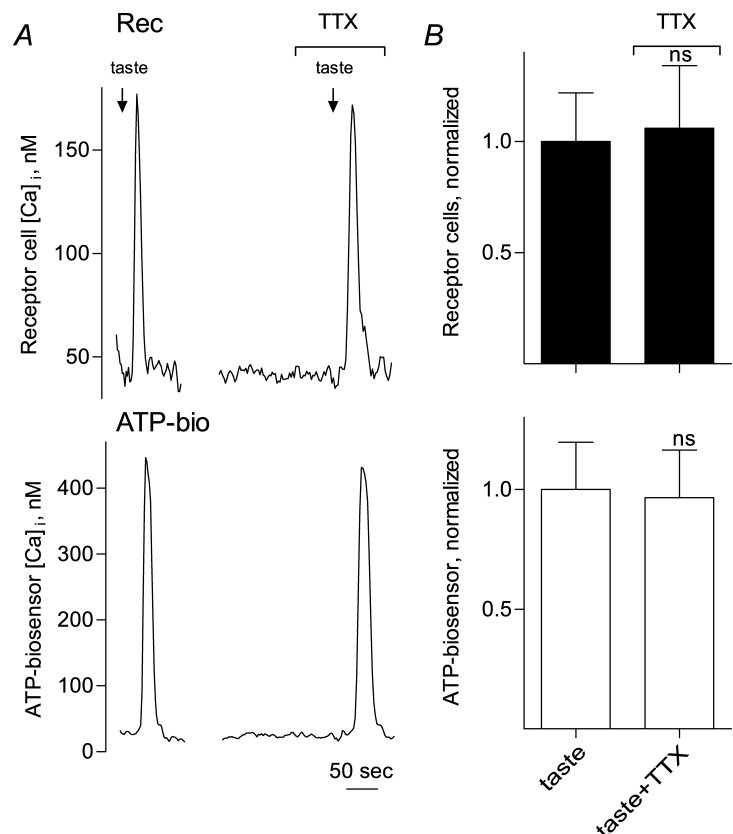 A
Rec
TTX
taste
taste
Receptor cell [Ca]i, nM
150
100
50
ATP-bio
ATP-biosensor [Ca]i, nM
400
300
200
100
0
50 sec
B
TTX
ns
Receptor cells, normalized
1.0
0.5
ns
ATP-biosensor, normalized
1.0
0.5
taste
taste+TTX